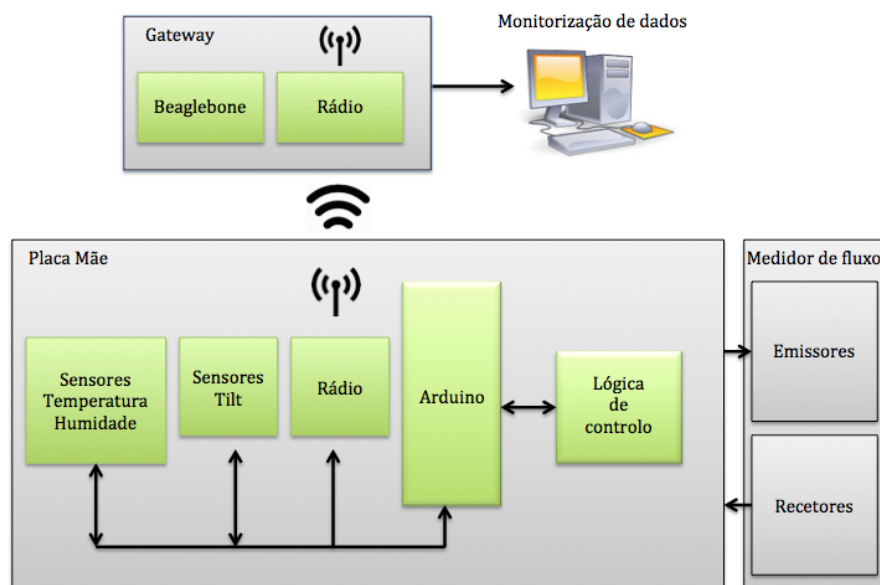 Gateway
Monitorização de dados
Beaglebone
Rádio
Placa Mãe
Medidor de fluxo
Sensores
Temperatura
Humidade
Sensores
Tilt
Rádio
Arduino
Lógica
de
controlo
Emissores
Recetores